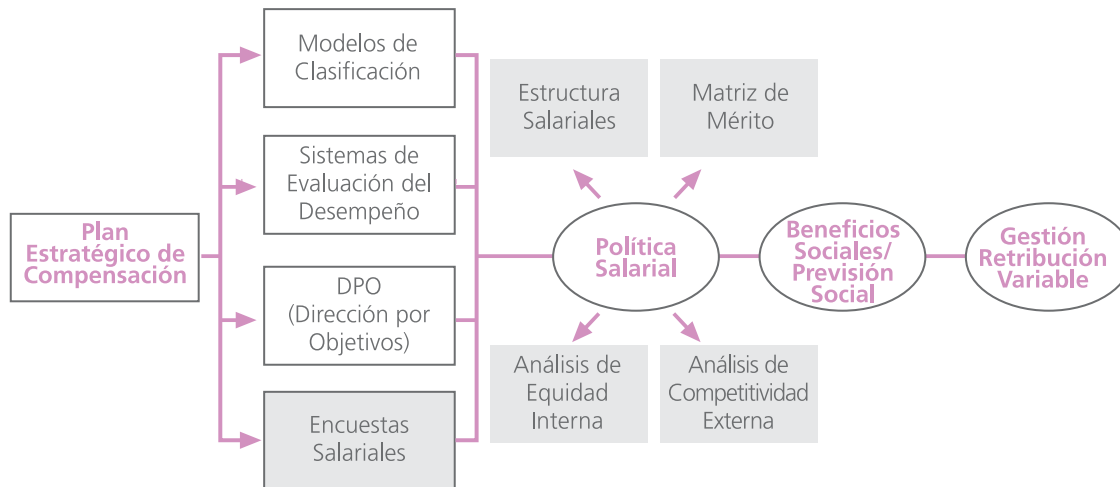 Plan
Estratégico de
Compensación
Modelos de
Clasificación
Sistemas de
Evaluación del
Desempeño
DPO
(Dirección por
Objetivos)
Encuestas
Salariales
Estructura
Salariales
Matriz de
Mérito
Política
Salarial
Análisis de
Equidad
Interna
Análisis de
Competitividad
Externa
Beneficios
Sociales/
Previsión
Social
Gestión
Retribución
Variable